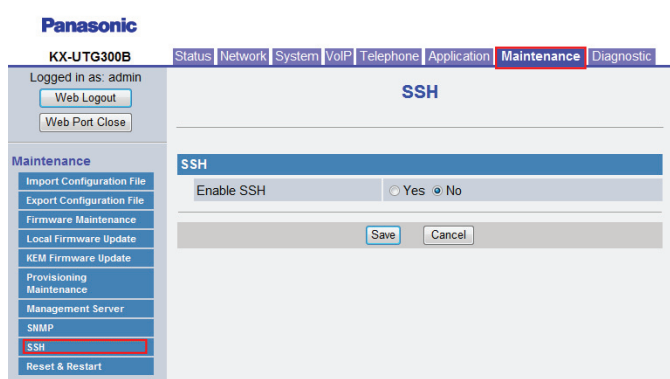 Panasonic
KX-UTG300B
Status Network System VoIP Telephone Application Maintenance Diagnostic
Logged in as: admin
Web Logout
Web Port Close
SSH
Maintenance
Import Configuration File
Export Configuration File
Firmware Maintenance
Local Firmware Update
KEM Firmware Update
Provisioning
Maintenance
Management Server
SNMP
SSH
Reset & Restart
SSH
Enable SSH Yes No
Save Cancel